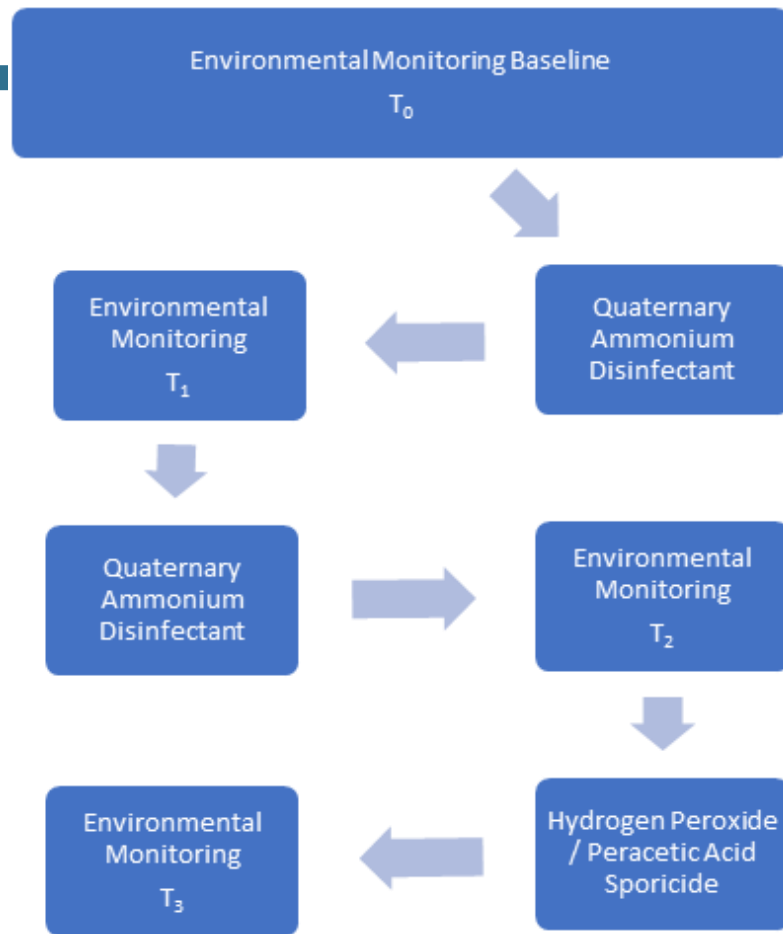 Environmental Monitoring Baseline
T₀
Quaternary
Ammonium
Disinfectant
Environmental
Monitoring
T₁
Quaternary
Ammonium
Disinfectant
Environmental
Monitoring
T₂
Hydrogen Peroxide
/ Peracetic Acid
Sporicide
Environmental
Monitoring
T₃